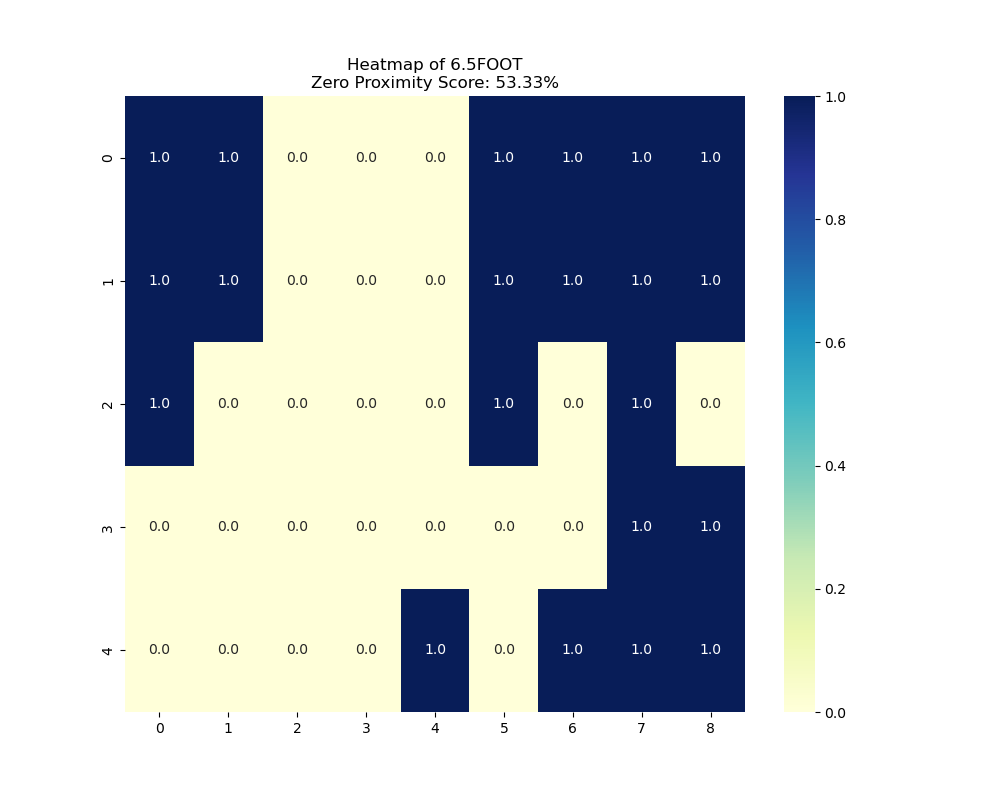 Heatmap of 6.5FOOT
Zero Proximity Score: 53.33%
0 1.0 1.0 0.0 0.0 0.0 1.0 1.0 1.0 1.0
1 1.0 1.0 0.0 0.0 0.0 1.0 1.0 1.0 1.0
2 1.0 0.0 0.0 0.0 0.0 1.0 0.0 1.0 0.0
3 0.0 0.0 0.0 0.0 0.0 0.0 0.0 1.0 1.0
4 0.0 0.0 0.0 0.0 1.0 0.0 1.0 1.0 1.0
0 1 2 3 4 5 6 7 8
1.0
0.8
0.6
0.4
0.2
0.0